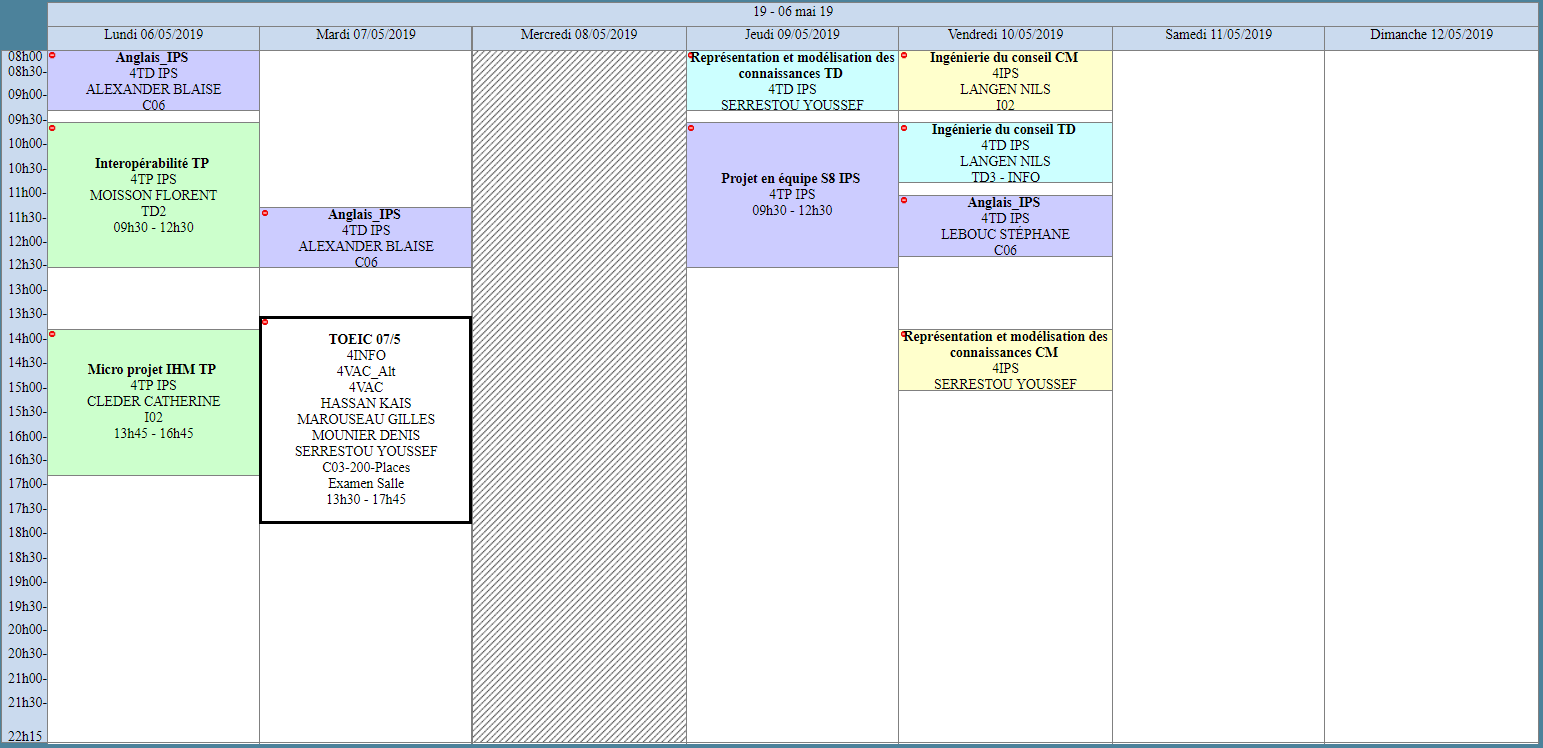 19 - 06 mai 19
Lundi 06/05/2019
Mardi 07/05/2019
Mercredi 08/05/2019
Jeudi 09/05/2019
Vendredi 10/05/2019
Samedi 11/05/2019
Dimanche 12/05/2019
08h00
08h30-
09h00-
09h30-
10h00-
10h30-
11h00-
11h30-
12h00-
12h30-
13h00-
13h30-
14h00-
14h30-
15h00-
15h30-
16h00-
16h30-
17h00-
17h30-
18h00-
18h30-
19h00-
19h30-
20h00-
20h30-
21h00-
21h30-
22h15
Anglais_IPS
4TD IPS
ALEXANDER BLAISE
C06
Interopérabilité TP
4TP IPS
MOISSON FLORENT
TD2
09h30 - 12h30
Micro projet IHM TP
4TP IPS
CLEDER CATHERINE
I02
13h45 - 16h45
Anglais_IPS
4TD IPS
ALEXANDER BLAISE
C06
TOEIC 07/5
4INFO
4VAC_Alt
4VAC
HASSAN KAIS
MAROUSEAU GILLES
MOUNIER DENIS
SERRESTOU YOUSSEF
C03-200-Places
Examen Salle
13h30 - 17h45
Représentation et modélisation des
connaissances TD
4TD IPS
SERRESTOU YOUSSEF
Projet en équipe S8 IPS
4TP IPS
09h30 - 12h30
Ingénierie du conseil CM
4IPS
LANGEN NILS
I02
Ingénierie du conseil TD
4TD IPS
LANGEN NILS
TD3 - INFO
Anglais_IPS
4TD IPS
LEBOUC STÉPHANE
C06
Représentation et modélisation des
connaissances CM
4IPS
SERRESTOU YOUSSEF